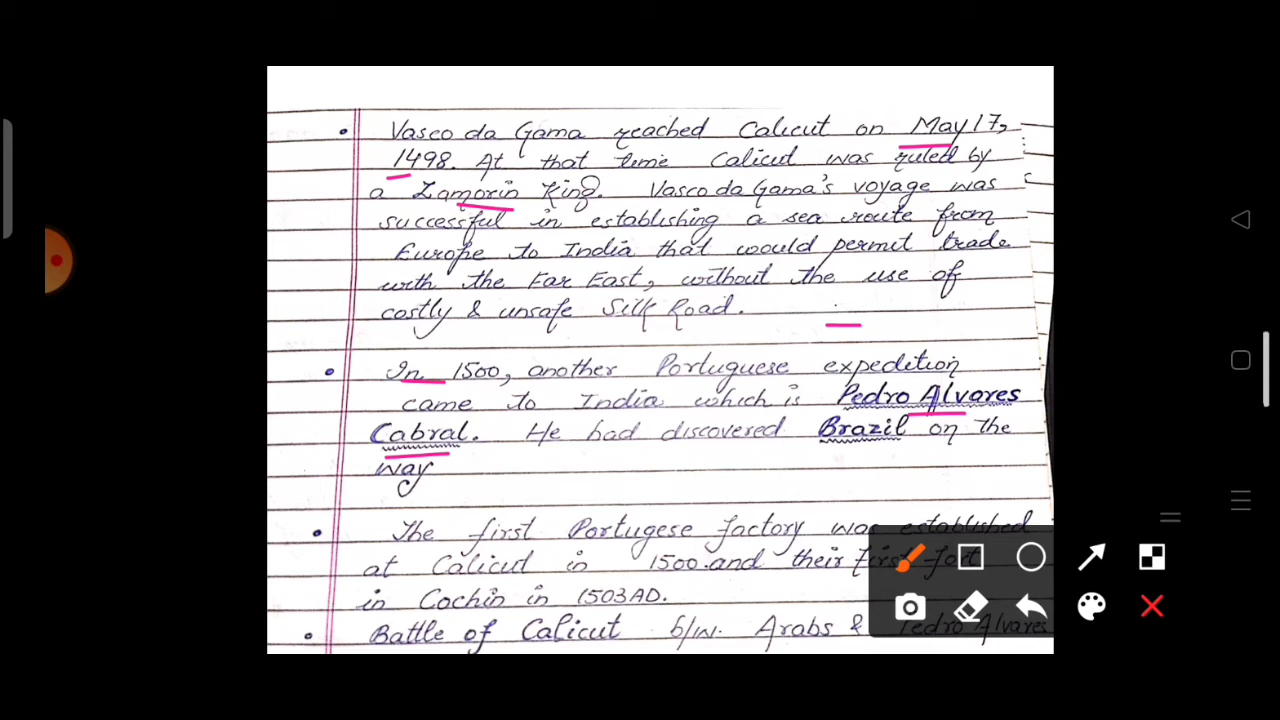 Vasco da Gama reached Calicut on May 17,
1498. At that time Calicut was ruled by
a Zamorin King. Vasco da Gama's voyage was
successful in establishing a sea route from
Europe to India that would permit trade
with the Far East, without the use of
costly & unsafe Silk Road.
In 1500, another Portuguese expedition
came to India which is Pedro Alvares
Cabral. He had discovered Brazil on the
way
The first Portugese factory was established
at Calicut in 1500.and their first fort
in Cochin in 1503AD.
Battle of Calicut b/w. Arabs & Pedro Alvares